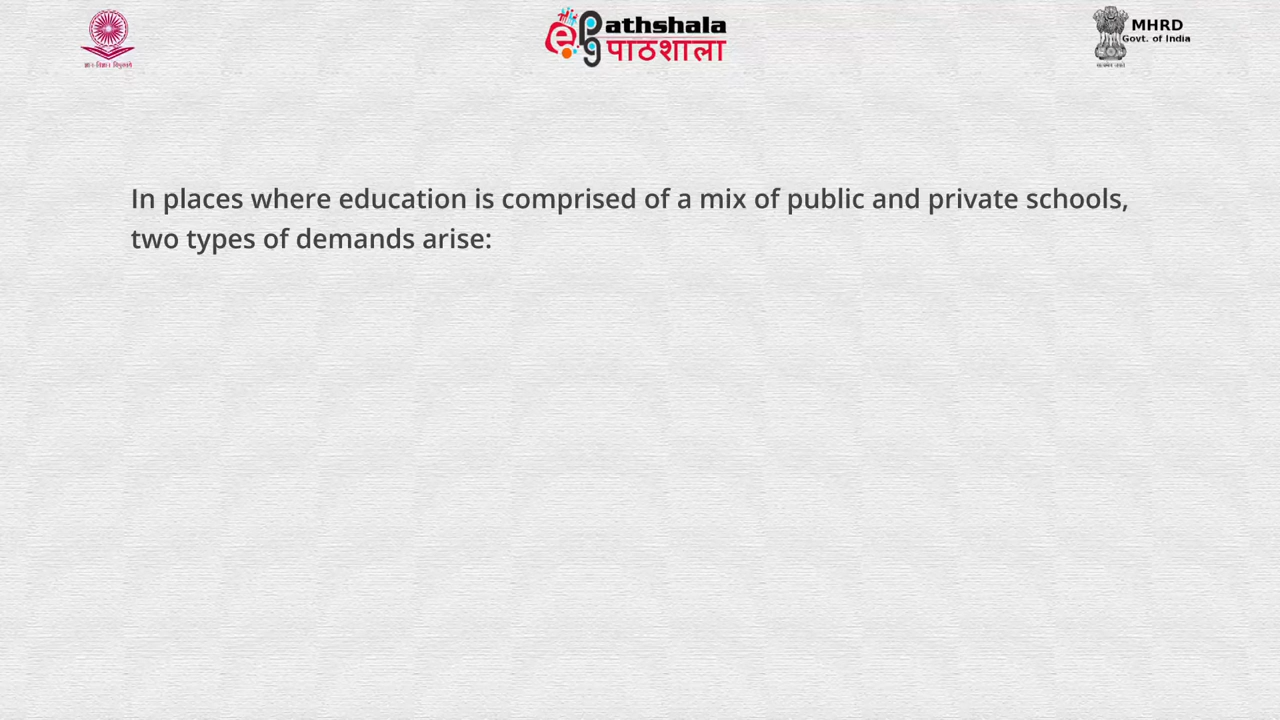 ePathshala
पाठशाला
MHRD
Govt. of India
In places where education is comprised of a mix of public and private schools,
two types of demands arise: